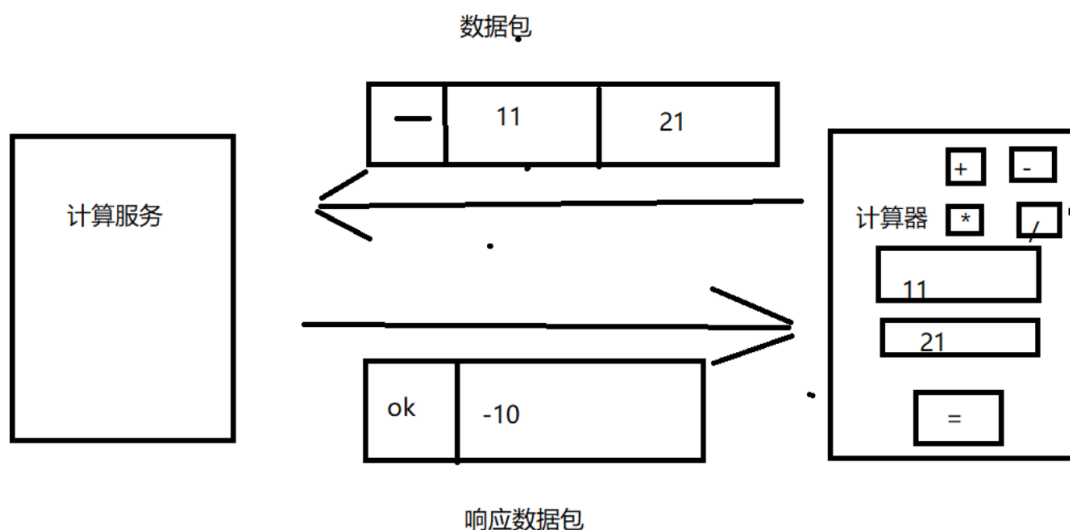 数据包
— 11 21
计算服务
+ -
计算器 * /
11
21
=
ok -10
响应数据包